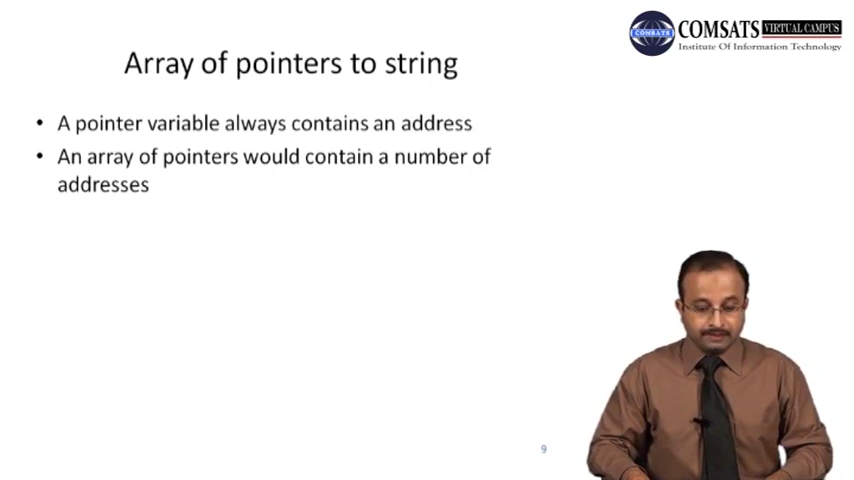 COMSATS VIRTUAL CAMPUS
COMSATS
Institute Of Information Technology
Array of pointers to string
• A pointer variable always contains an address
• An array of pointers would contain a number of
addresses
9